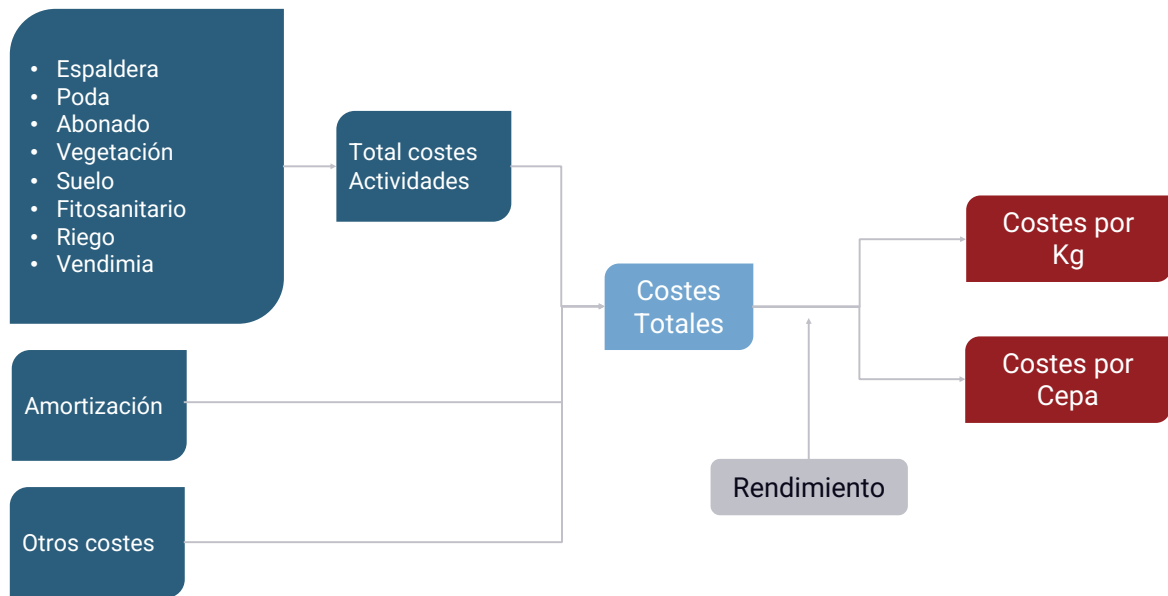 • Espaldera
• Poda
• Abonado
• Vegetación
• Suelo
• Fitosanitario
• Riego
• Vendimia
Total costes
Actividades
Amortización
Otros costes
Costes
Totales
Rendimiento
Costes por
Kg
Costes por
Cepa